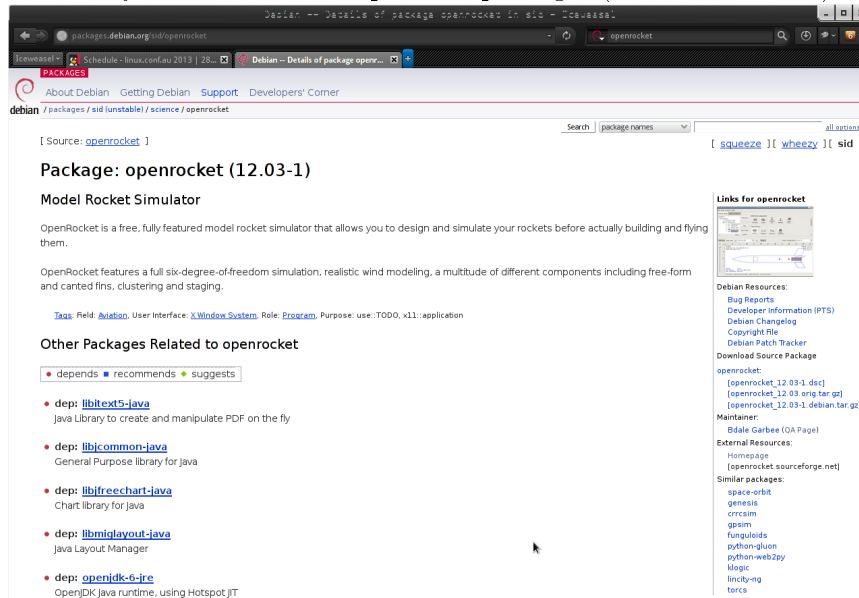 Debian -- Details of package openrocket in sid - Iceweasel
packages.debian.org/sid/openrocket
openrocket
Iceweasel
Schedule - linux.conf.au 2013 | 28...
Debian -- Details of package openr...
PACKAGES
About Debian Getting Debian Support Developers' Corner
debian / packages / sid (unstable) / science / openrocket
Search package names all options
[ Source: openrocket ]
[ squeeze ] [ wheezy ] [ sid
Package: openrocket (12.03-1)
Model Rocket Simulator
OpenRocket is a free, fully featured model rocket simulator that allows you to design and simulate your rockets before actually building and flying
them.
OpenRocket features a full six-degree-of-freedom simulation, realistic wind modeling, a multitude of different components including free-form
and canted fins, clustering and staging.
Tags: Field: Aviation, User Interface: X Window System, Role: Program, Purpose: use::TODO, x11::application
Other Packages Related to openrocket
depends recommends suggests
dep: libitext5-java
Java Library to create and manipulate PDF on the fly
dep: libjcommon-java
General Purpose library for Java
dep: libjfreechart-java
Chart library for Java
dep: libmiglayout-java
Java Layout Manager
dep: openjdk-6-jre
OpenJDK Java runtime, using Hotspot JIT
Links for openrocket
Debian Resources:
Bug Reports
Developer Information (PTS)
Debian Changelog
Copyright File
Debian Patch Tracker
Download Source Package
openrocket:
[openrocket_12.03-1.dsc]
[openrocket_12.03.orig.tar.gz]
[openrocket_12.03-1.debian.tar.gz
Maintainer:
Bdale Garbee (QA Page)
External Resources:
Homepage
[openrocket.sourceforge.net]
Similar packages:
space-orbit
genesis
crrcsim
gpsim
funguloids
python-gluon
python-web2py
klogic
lincity-ng
torcs